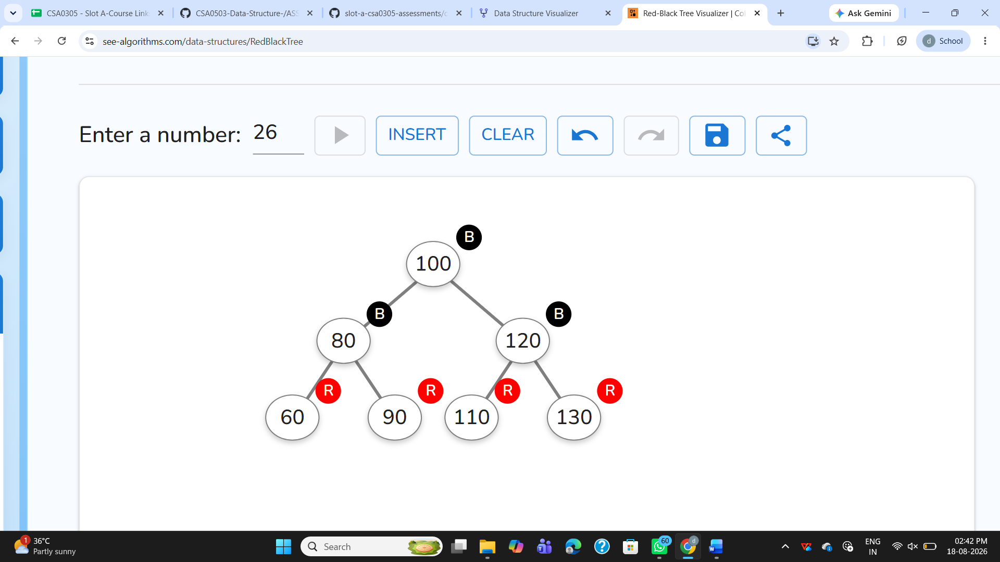 CSA0305 - Slot A-Course Link
CSA0503-Data-Structure-/ASS
slot-a-csa0305-assessments/c
Data Structure Visualizer
Red-Black Tree Visualizer | Col
Ask Gemini
see-algorithms.com/data-structures/RedBlackTree
d School
Enter a number: 26
INSERT
CLEAR
B
100
B
B
80
120
R
R
R
R
60
90
110
130
1
36°C
Partly sunny
Search
60
d
ENG
IN
02:42 PM
18-08-2026